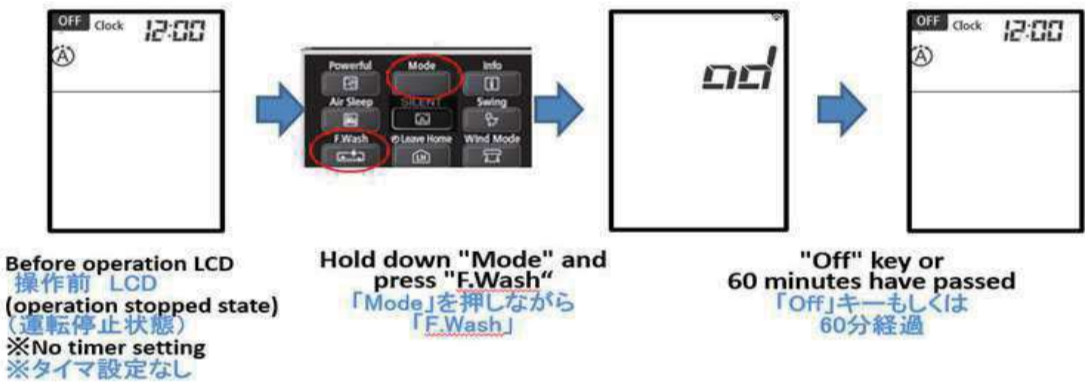 OFF Clock 12:00
A
Powerful Mode Info
Air Sleep SILENT Swing
F.Wash Leave Home Wind Mode
LH
od
OFF Clock 12:00
A
Before operation LCD
操作前 LCD
(operation stopped state)
(運転停止状態)
※No timer setting
※タイマ設定なし
Hold down "Mode" and
press "F.Wash“
「Mode」を押しながら
「F.Wash」
"Off" key or
60 minutes have passed
「Off」キーもしくは
60分経過